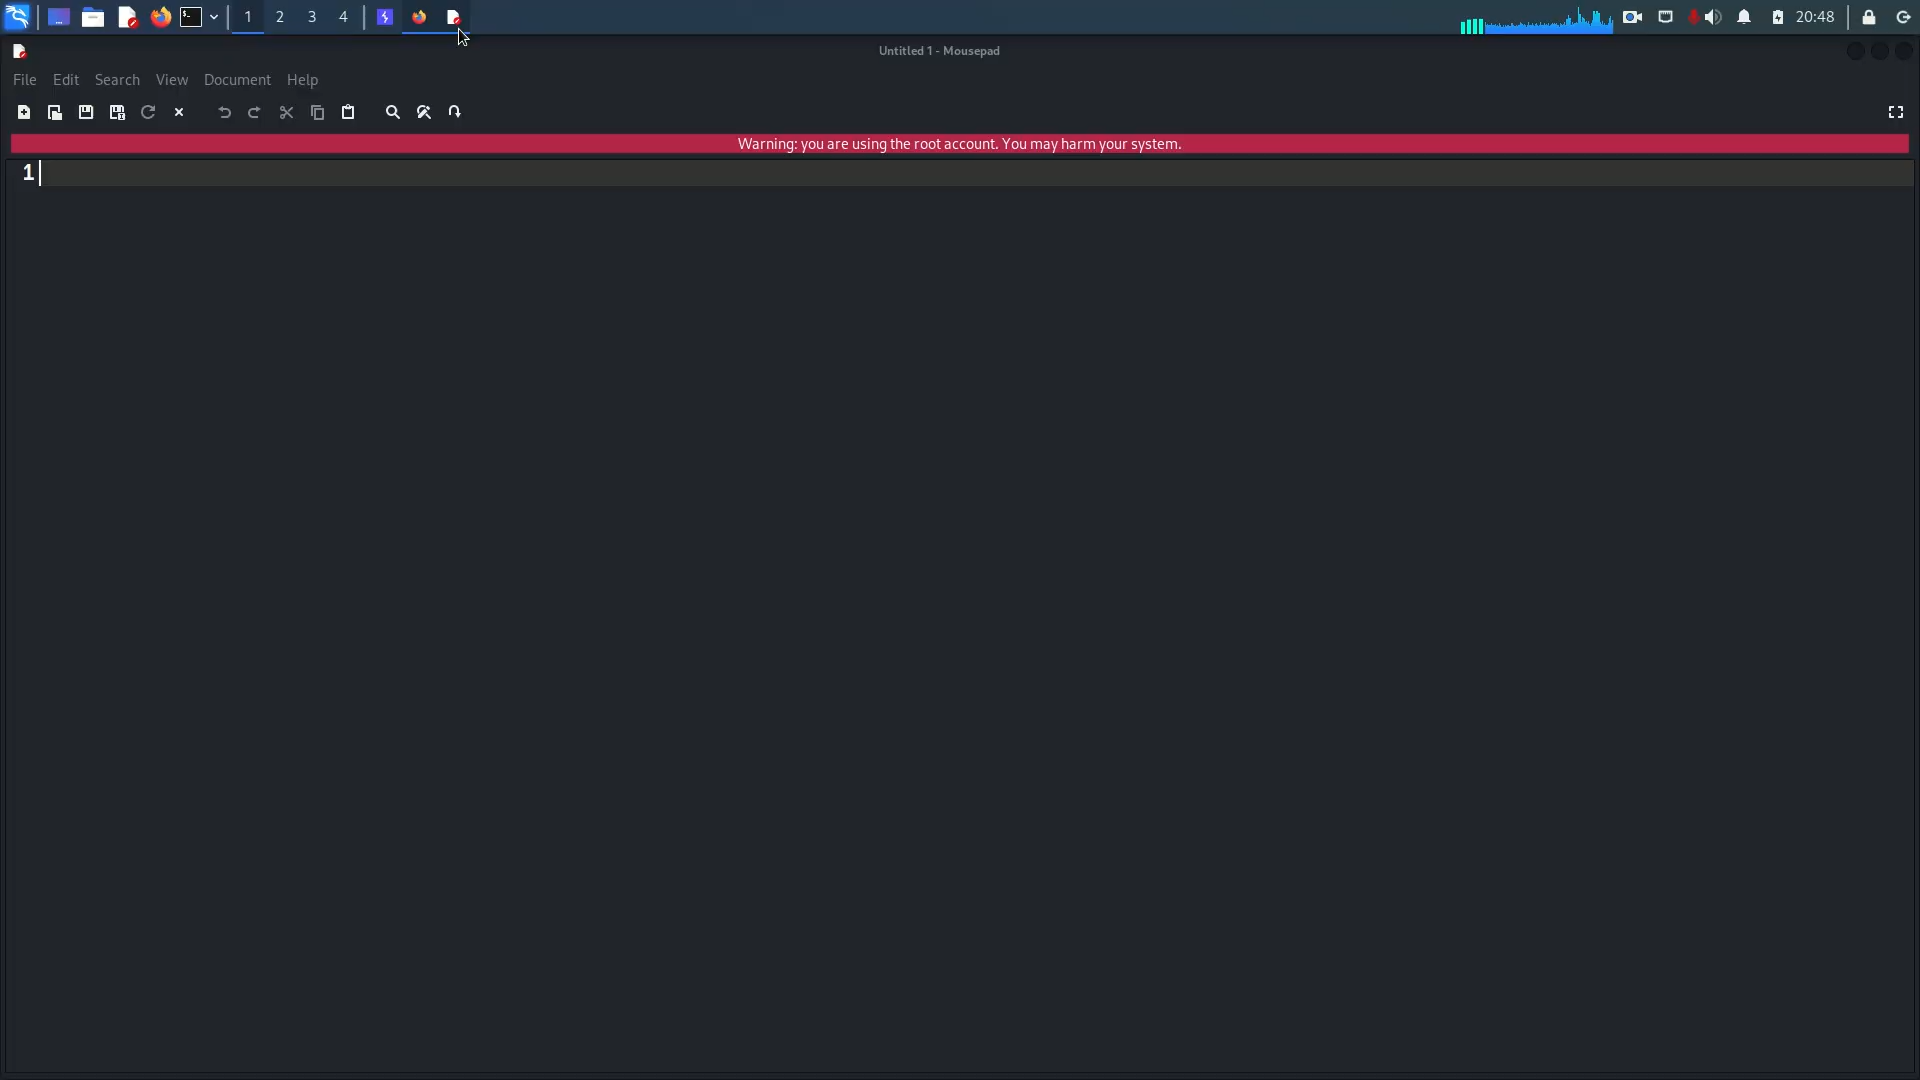 1 2 3 4 20:48
Untitled 1 - Mousepad
File Edit Search View Document Help
Warning: you are using the root account. You may harm your system.
1